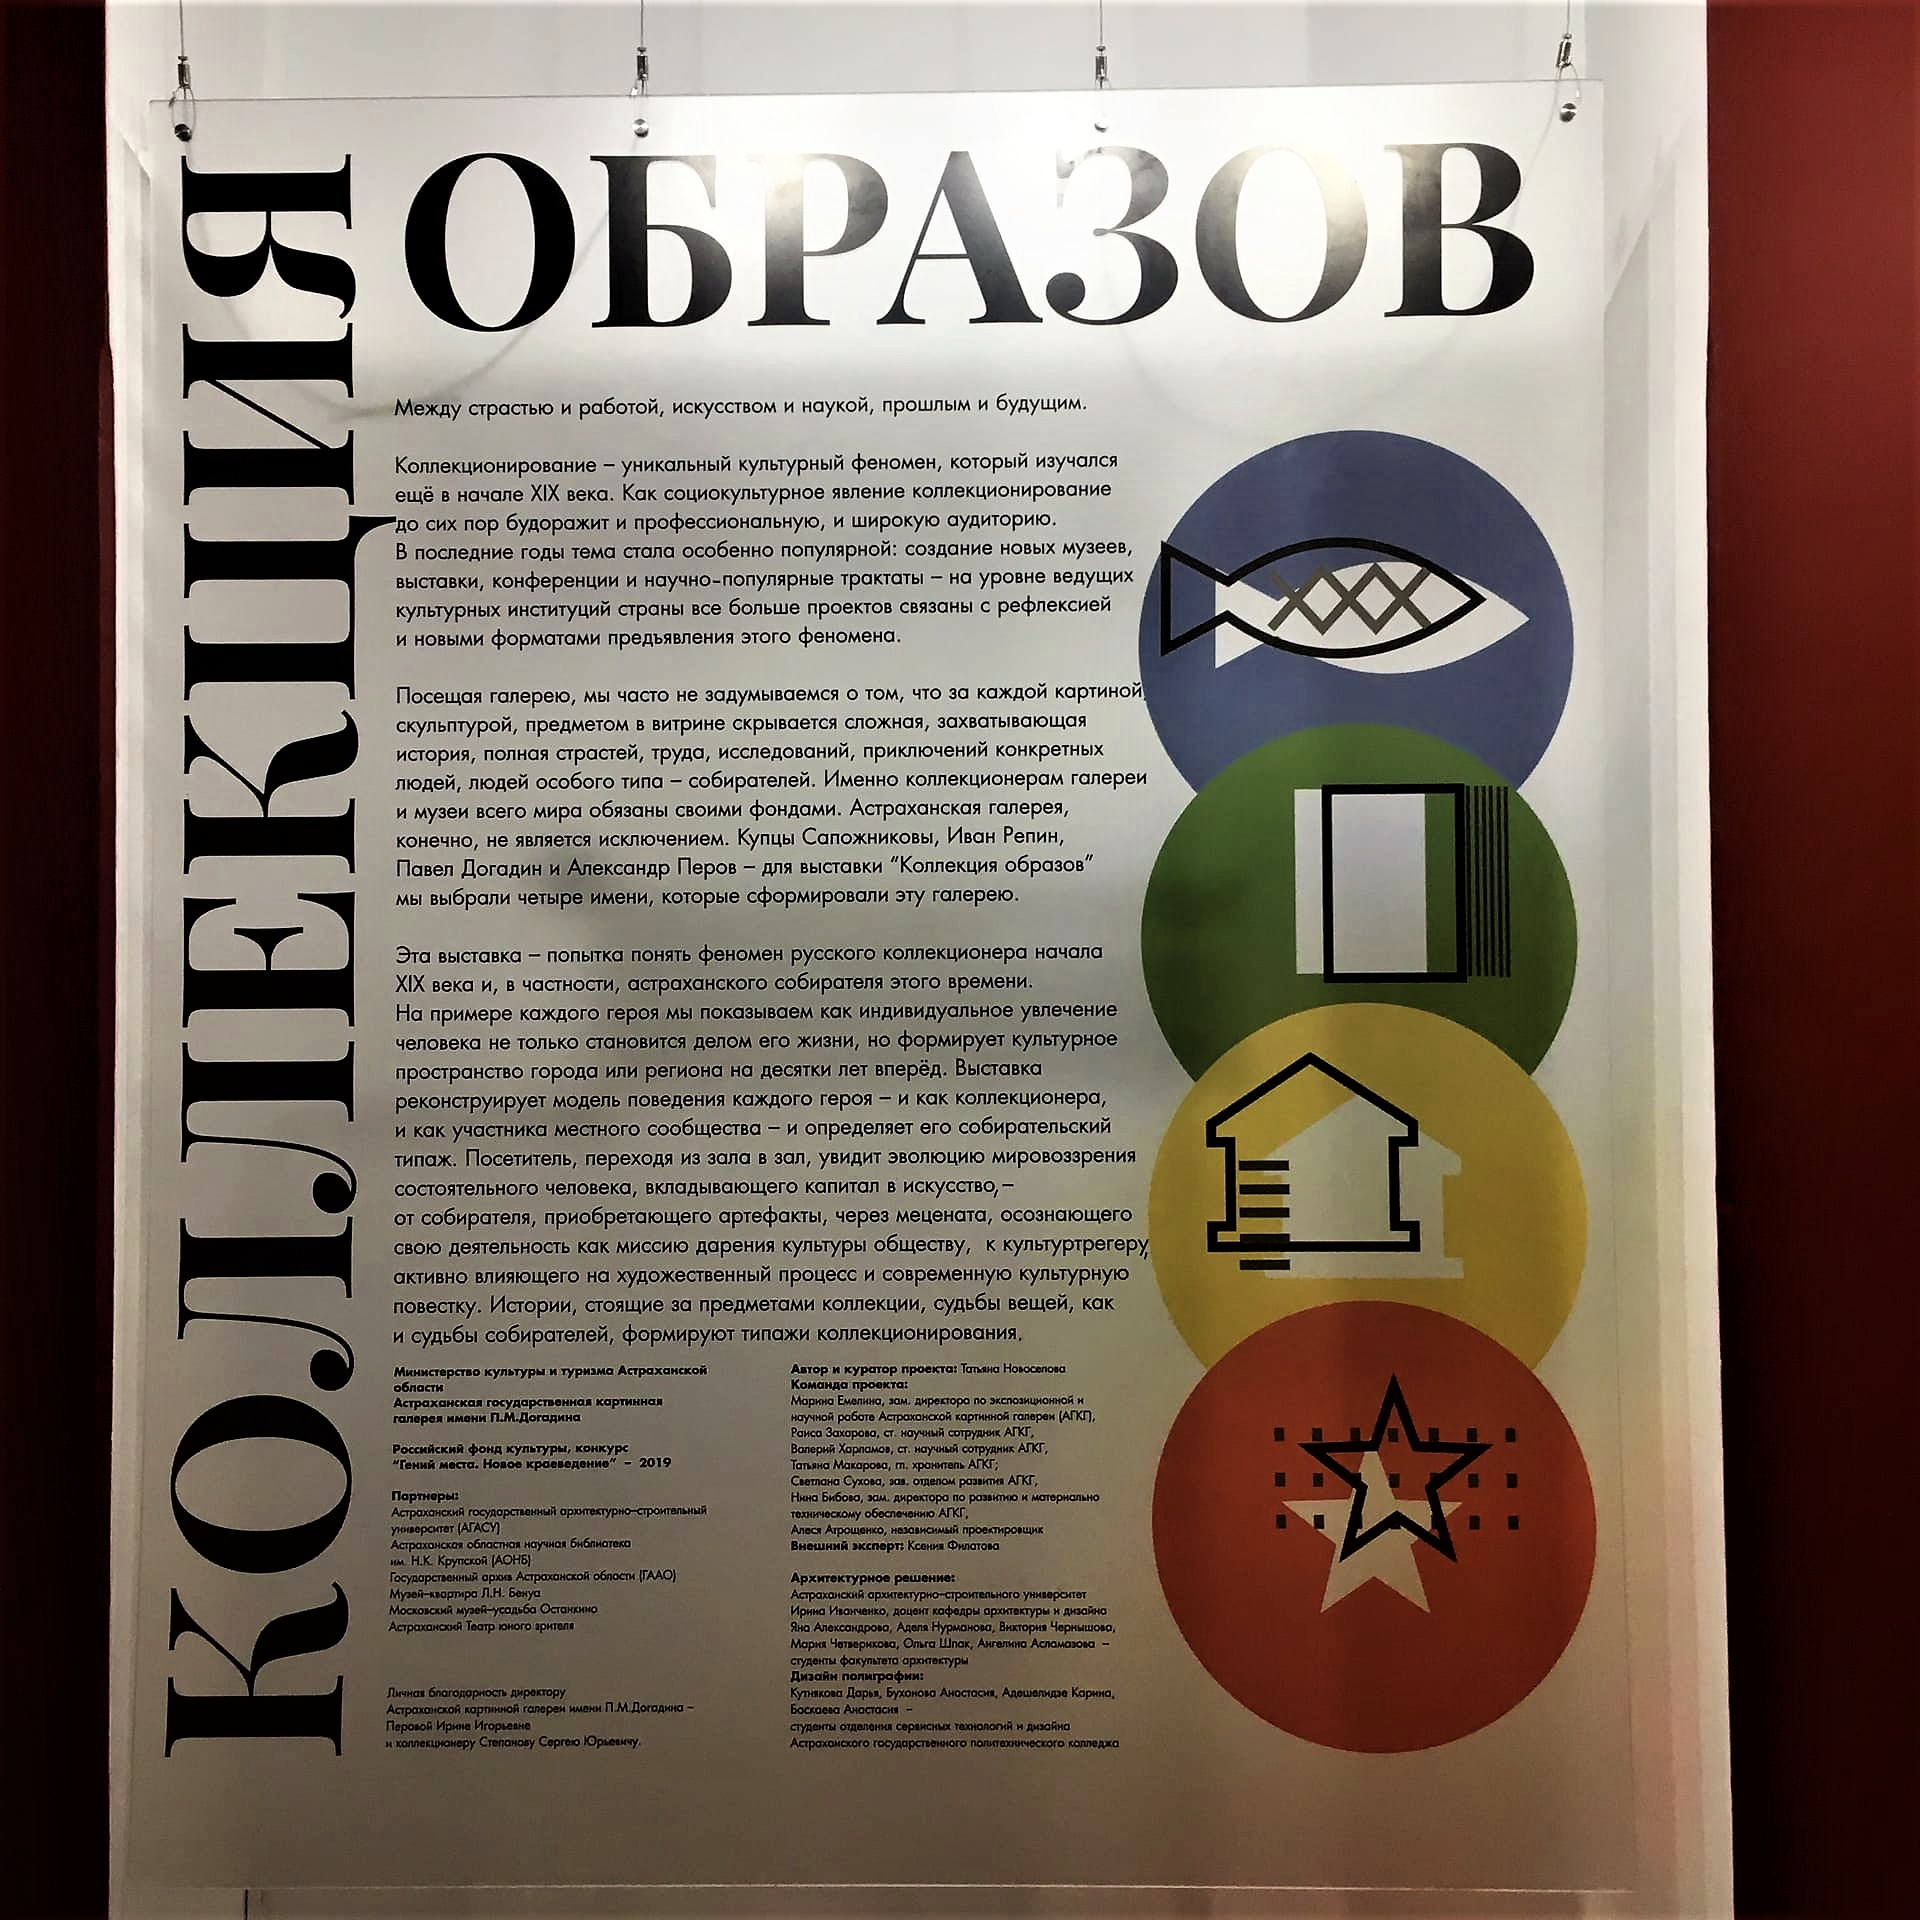 КОЛЛЕКЦИЯ
ОБРАЗОВ
Между страстью и работой, искусством и наукой, прошлым и будущим.
Коллекционирование – уникальный культурный феномен, который изучался
ещё в начале XIX века. Как социокультурное явление коллекционирование
до сих пор будоражит и профессиональную, и широкую аудиторию.
В последние годы тема стала особенно популярной: создание новых музеев,
выставки, конференции и научно-популярные трактаты – на уровне ведущих
культурных институций страны все больше проектов связаны с рефлексией
и новыми форматами предъявления этого феномена.
Посещая галерею, мы часто не задумываемся о том, что за каждой картиной,
скульптурой, предметом в витрине скрывается сложная, захватывающая
история, полная страстей, труда, исследований, приключений конкретных
людей, людей особого типа – собирателей. Именно коллекционерам галереи
и музеи всего мира обязаны своими фондами. Астраханская галерея,
конечно, не является исключением. Купцы Сапожниковы, Иван Репин,
Павел Догадин и Александр Перов – для выставки “Коллекция образов”
мы выбрали четыре имени, которые сформировали эту галерею.
Эта выставка – попытка понять феномен русского коллекционера начала
XIX века и, в частности, астраханского собирателя этого времени.
На примере каждого героя мы показываем как индивидуальное увлечение
человека не только становится делом его жизни, но формирует культурное
пространство города или региона на десятки лет вперёд. Выставка
реконструирует модель поведения каждого героя – и как коллекционера,
и как участника местного сообщества – и определяет его собирательский
типаж. Посетитель, переходя из зала в зал, увидит эволюцию мировоззрения
состоятельного человека, вкладывающего капитал в искусство, –
от собирателя, приобретающего артефакты, через мецената, осознающего
свою деятельность как миссию дарения культуры обществу, к культуртрегеру,
активно влияющего на художественный процесс и современную культурную
повестку. Истории, стоящие за предметами коллекции, судьбы вещей, как
и судьбы собирателей, формируют типажи коллекционирования.
Министерство культуры и туризма Астраханской
области
Астраханская государственная картинная
галерея имени П.М.Догадина
Российский фонд культуры, конкурс
“Гений места. Новое краеведение” – 2019
Партнеры:
Астраханский государственный архитектурно–строительный
университет (АГАСУ)
Астраханская областная научная библиотека
им. Н.К. Крупской (АОНБ)
Государственный архив Астраханской области (ГААО)
Музей–квартира Л.Н. Бенуа
Московский музей–усадьба Останкино
Астраханский Театр юного зрителя
Личная благодарность директору
Астраханской картинной галереи имени П.М.Догадина –
Перовой Ирине Игорьевне
и коллекционеру Степанову Сергею Юрьевичу.
Автор и куратор проекта: Татьяна Новоселова
Команда проекта:
Марина Емелина, зам. директора по экспозиционной и
научной работе Астраханской картинной галереи (АГКГ),
Раиса Захарова, ст. научный сотрудник АГКГ,
Валерий Харламов, ст. научный сотрудник АГКГ,
Татьяна Макарова, гл. хранитель АГКГ;
Светлана Сухова, зав. отделом развития АГКГ,
Нина Бибова, зам. директора по развитию и материально
техническому обеспечению АГКГ,
Алеся Атрощенко, независимый проектировщик
Внешний эксперт: Ксения Филатова
Архитектурное решение:
Астраханский архитектурно–строительного университет
Ирина Иванченко, доцент кафедры архитектуры и дизайна
Яна Александрова, Аделя Нурманова, Виктория Чернышова,
Мария Четверикова, Ольга Шпак, Ангелина Асламазова –
студенты факультета архитектуры
Дизайн полиграфии:
Кутнякова Дарья, Буханова Анастасия, Адешелидзе Карина,
Баскаева Анастасия –
студенты отделения сервисных технологий и дизайна
Астраханского государственного политехнического колледжа